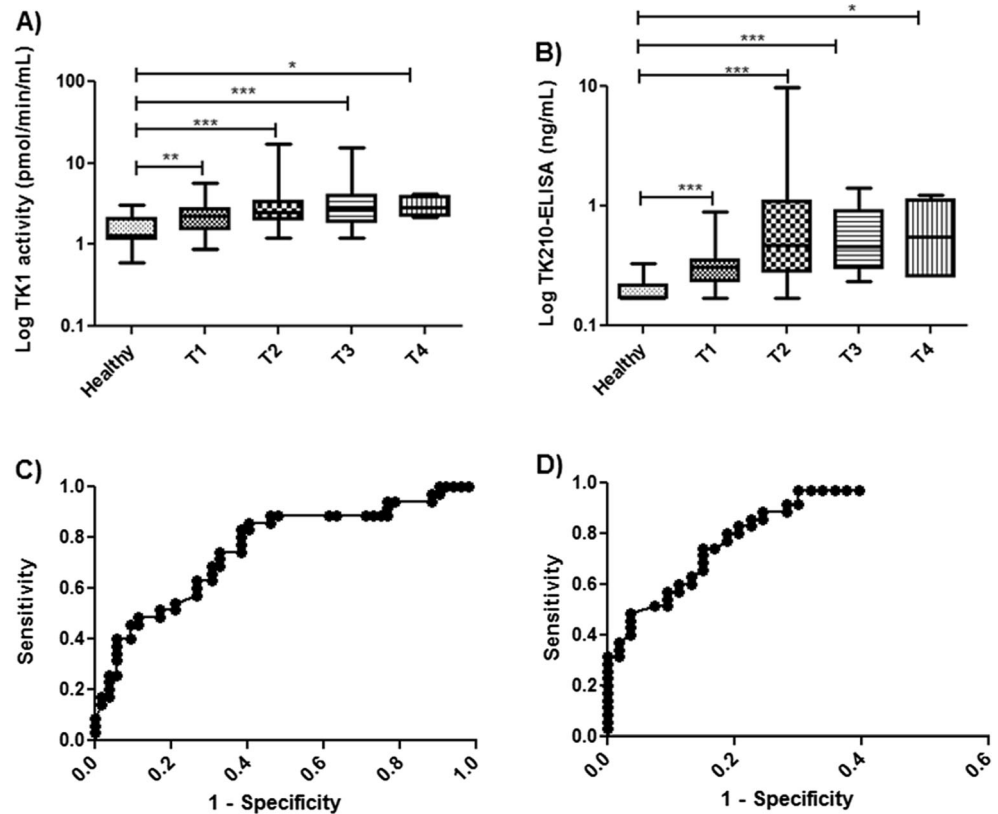 A)
Log TK1 activity (pmol/min/mL)
100
10
1
0.1
*
***
***
**
Healthy
T1
T2
T3
T4
B)
Log TK210-ELISA (ng/mL)
10
1
0.1
*
***
***
***
Healthy
T1
T2
T3
T4
C)
Sensitivity
1.0
0.8
0.6
0.4
0.2
0.0
0.0
0.2
0.4
0.6
0.8
1.0
1 - Specificity
D)
Sensitivity
1.0
0.8
0.6
0.4
0.2
0.0
0.0
0.2
0.4
0.6
1 - Specificity